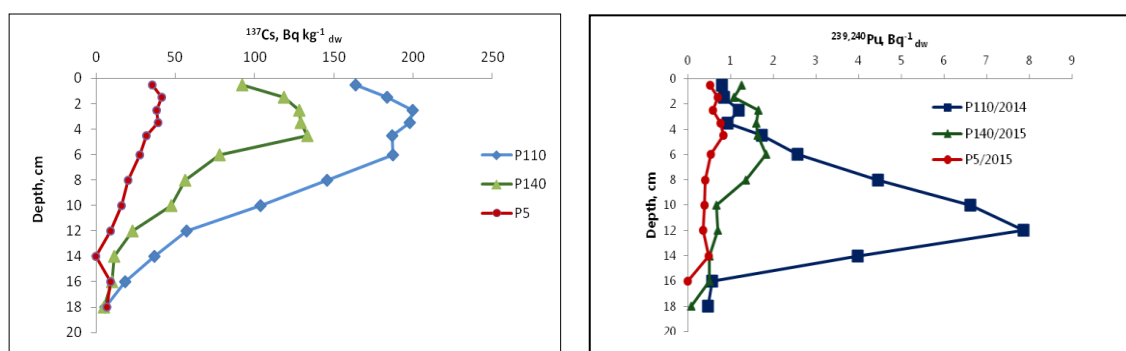 ¹³⁷Cs, Bq kg⁻¹ dw
0 50 100 150 200 250
0
2
4
6
8
10
12
14
16
18
20
Depth, cm
P110
P140
P5
²³⁹,²⁴⁰Pu, Bq⁻¹ dw
0 1 2 3 4 5 6 7 8 9
0
2
4
6
8
10
12
14
16
18
20
Depth, cm
P110/2014
P140/2015
P5/2015